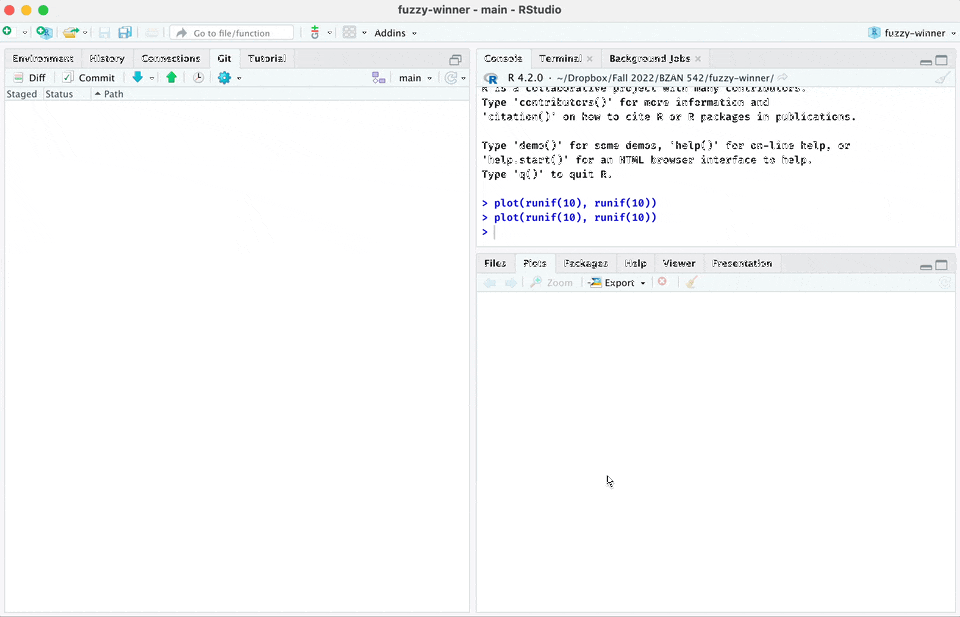 fuzzy-winner - main - RStudio
Go to file/function
Addins
fuzzy-winner
Environment History Connections Git Tutorial
Diff Commit main
Staged Status Path
Console Terminal Background Jobs
R R 4.2.0 · ~/Dropbox/Fall 2022/BZAN 542/fuzzy-winner/
R is a collaborative project with many contributors.
Type 'contributors()' for more information and
'citation()' on how to cite R or R packages in publications.
Type 'demo()' for some demos, 'help()' for on-line help, or
'help.start()' for an HTML browser interface to help.
Type 'q()' to quit R.
> plot(runif(10), runif(10))
> plot(runif(10), runif(10))
>
Files Plots Packages Help Viewer Presentation
Zoom Export